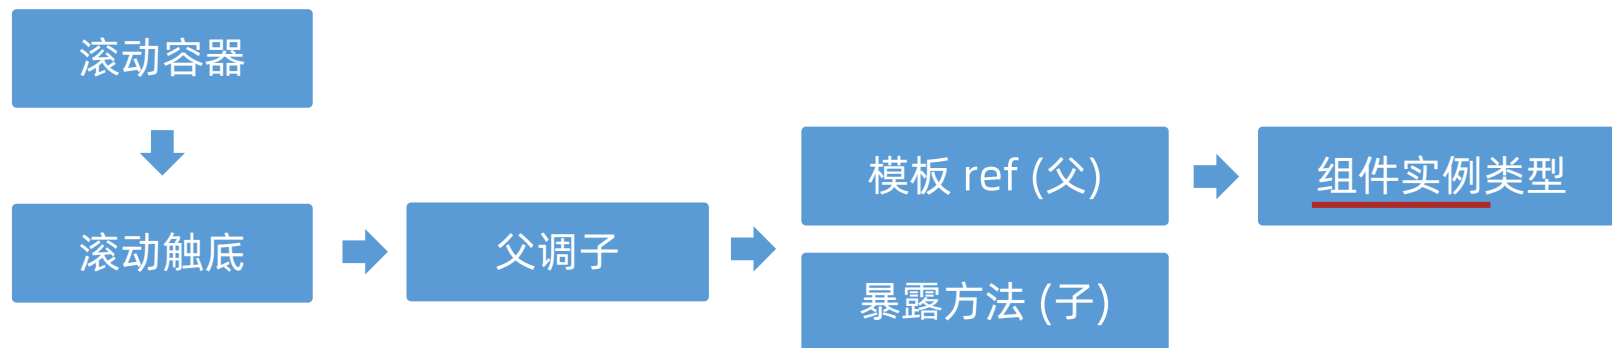 滚动容器
滚动触底
父调子
模板 ref (父)
暴露方法 (子)
组件实例类型